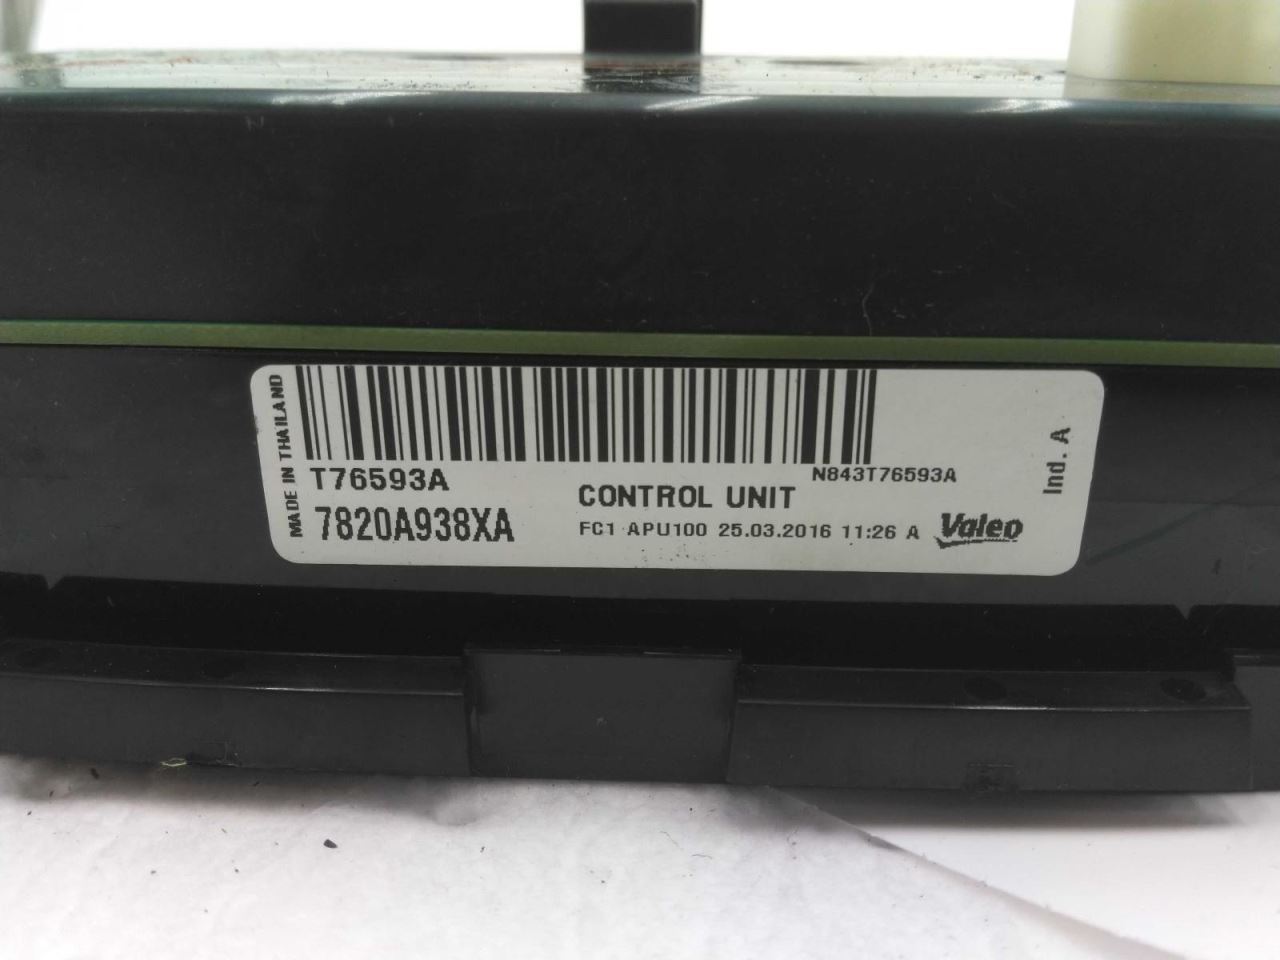 MADE IN THAILAND
T76593A
N843T76593A
7820A938XA
CONTROL UNIT
FC1 APU100 25.03.2016 11:26 A
Valeo
Ind. A